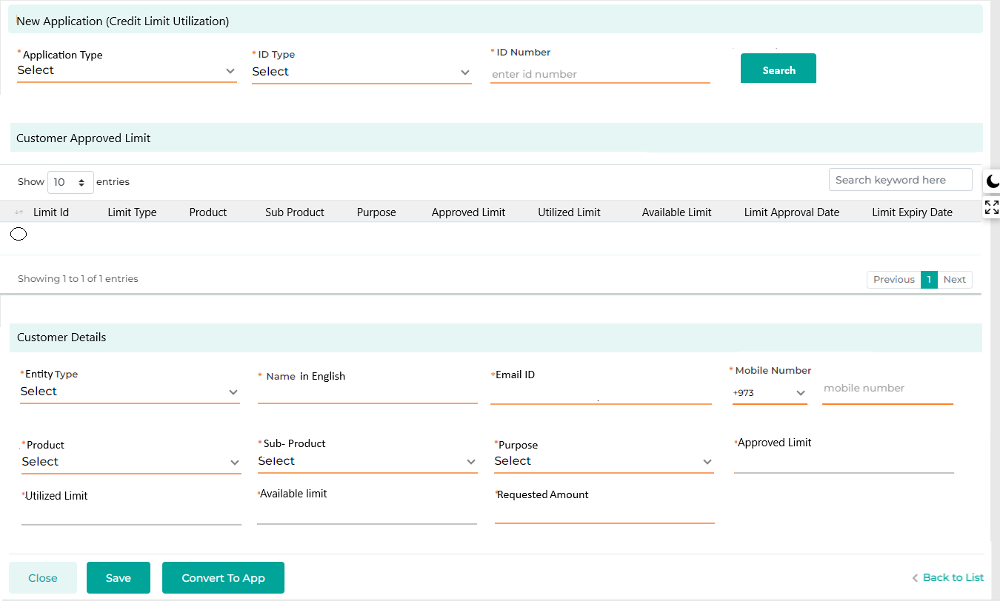 New Application (Credit Limit Utilization)
* Application Type * ID Type * ID Number
Select Select enter id number Search
Customer Approved Limit
Show 10 entries Search keyword here
Limit Id Limit Type Product Sub Product Purpose Approved Limit Utilized Limit Available Limit Limit Approval Date Limit Expiry Date
Showing 1 to 1 of 1 entries Previous 1 Next
Customer Details
*Entity Type * Name in English *Email ID * Mobile Number
Select +973 mobile number
*Product * Sub- Product *Purpose *Approved Limit
Select Select Select
*Utilized Limit *Available limit *Requested Amount
Close Save Convert To App Back to List